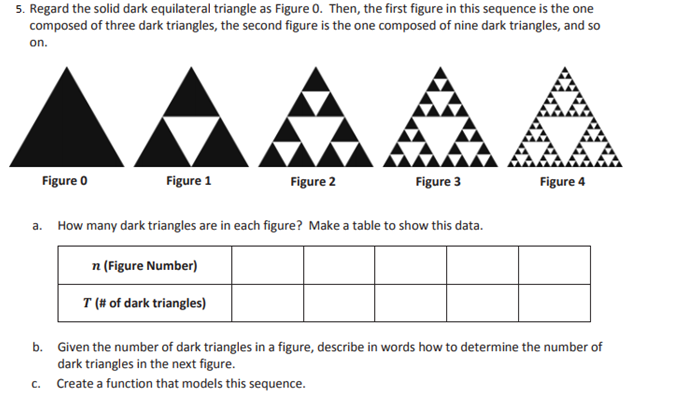 5. Regard the solid dark equilateral triangle as Figure 0. Then, the first figure in this sequence is the one
composed of three dark triangles, the second figure is the one composed of nine dark triangles, and so
on.
Figure 0 Figure 1 Figure 2 Figure 3 Figure 4
a. How many dark triangles are in each figure? Make a table to show this data.
n (Figure Number)
T (# of dark triangles)
b. Given the number of dark triangles in a figure, describe in words how to determine the number of
dark triangles in the next figure.
c. Create a function that models this sequence.